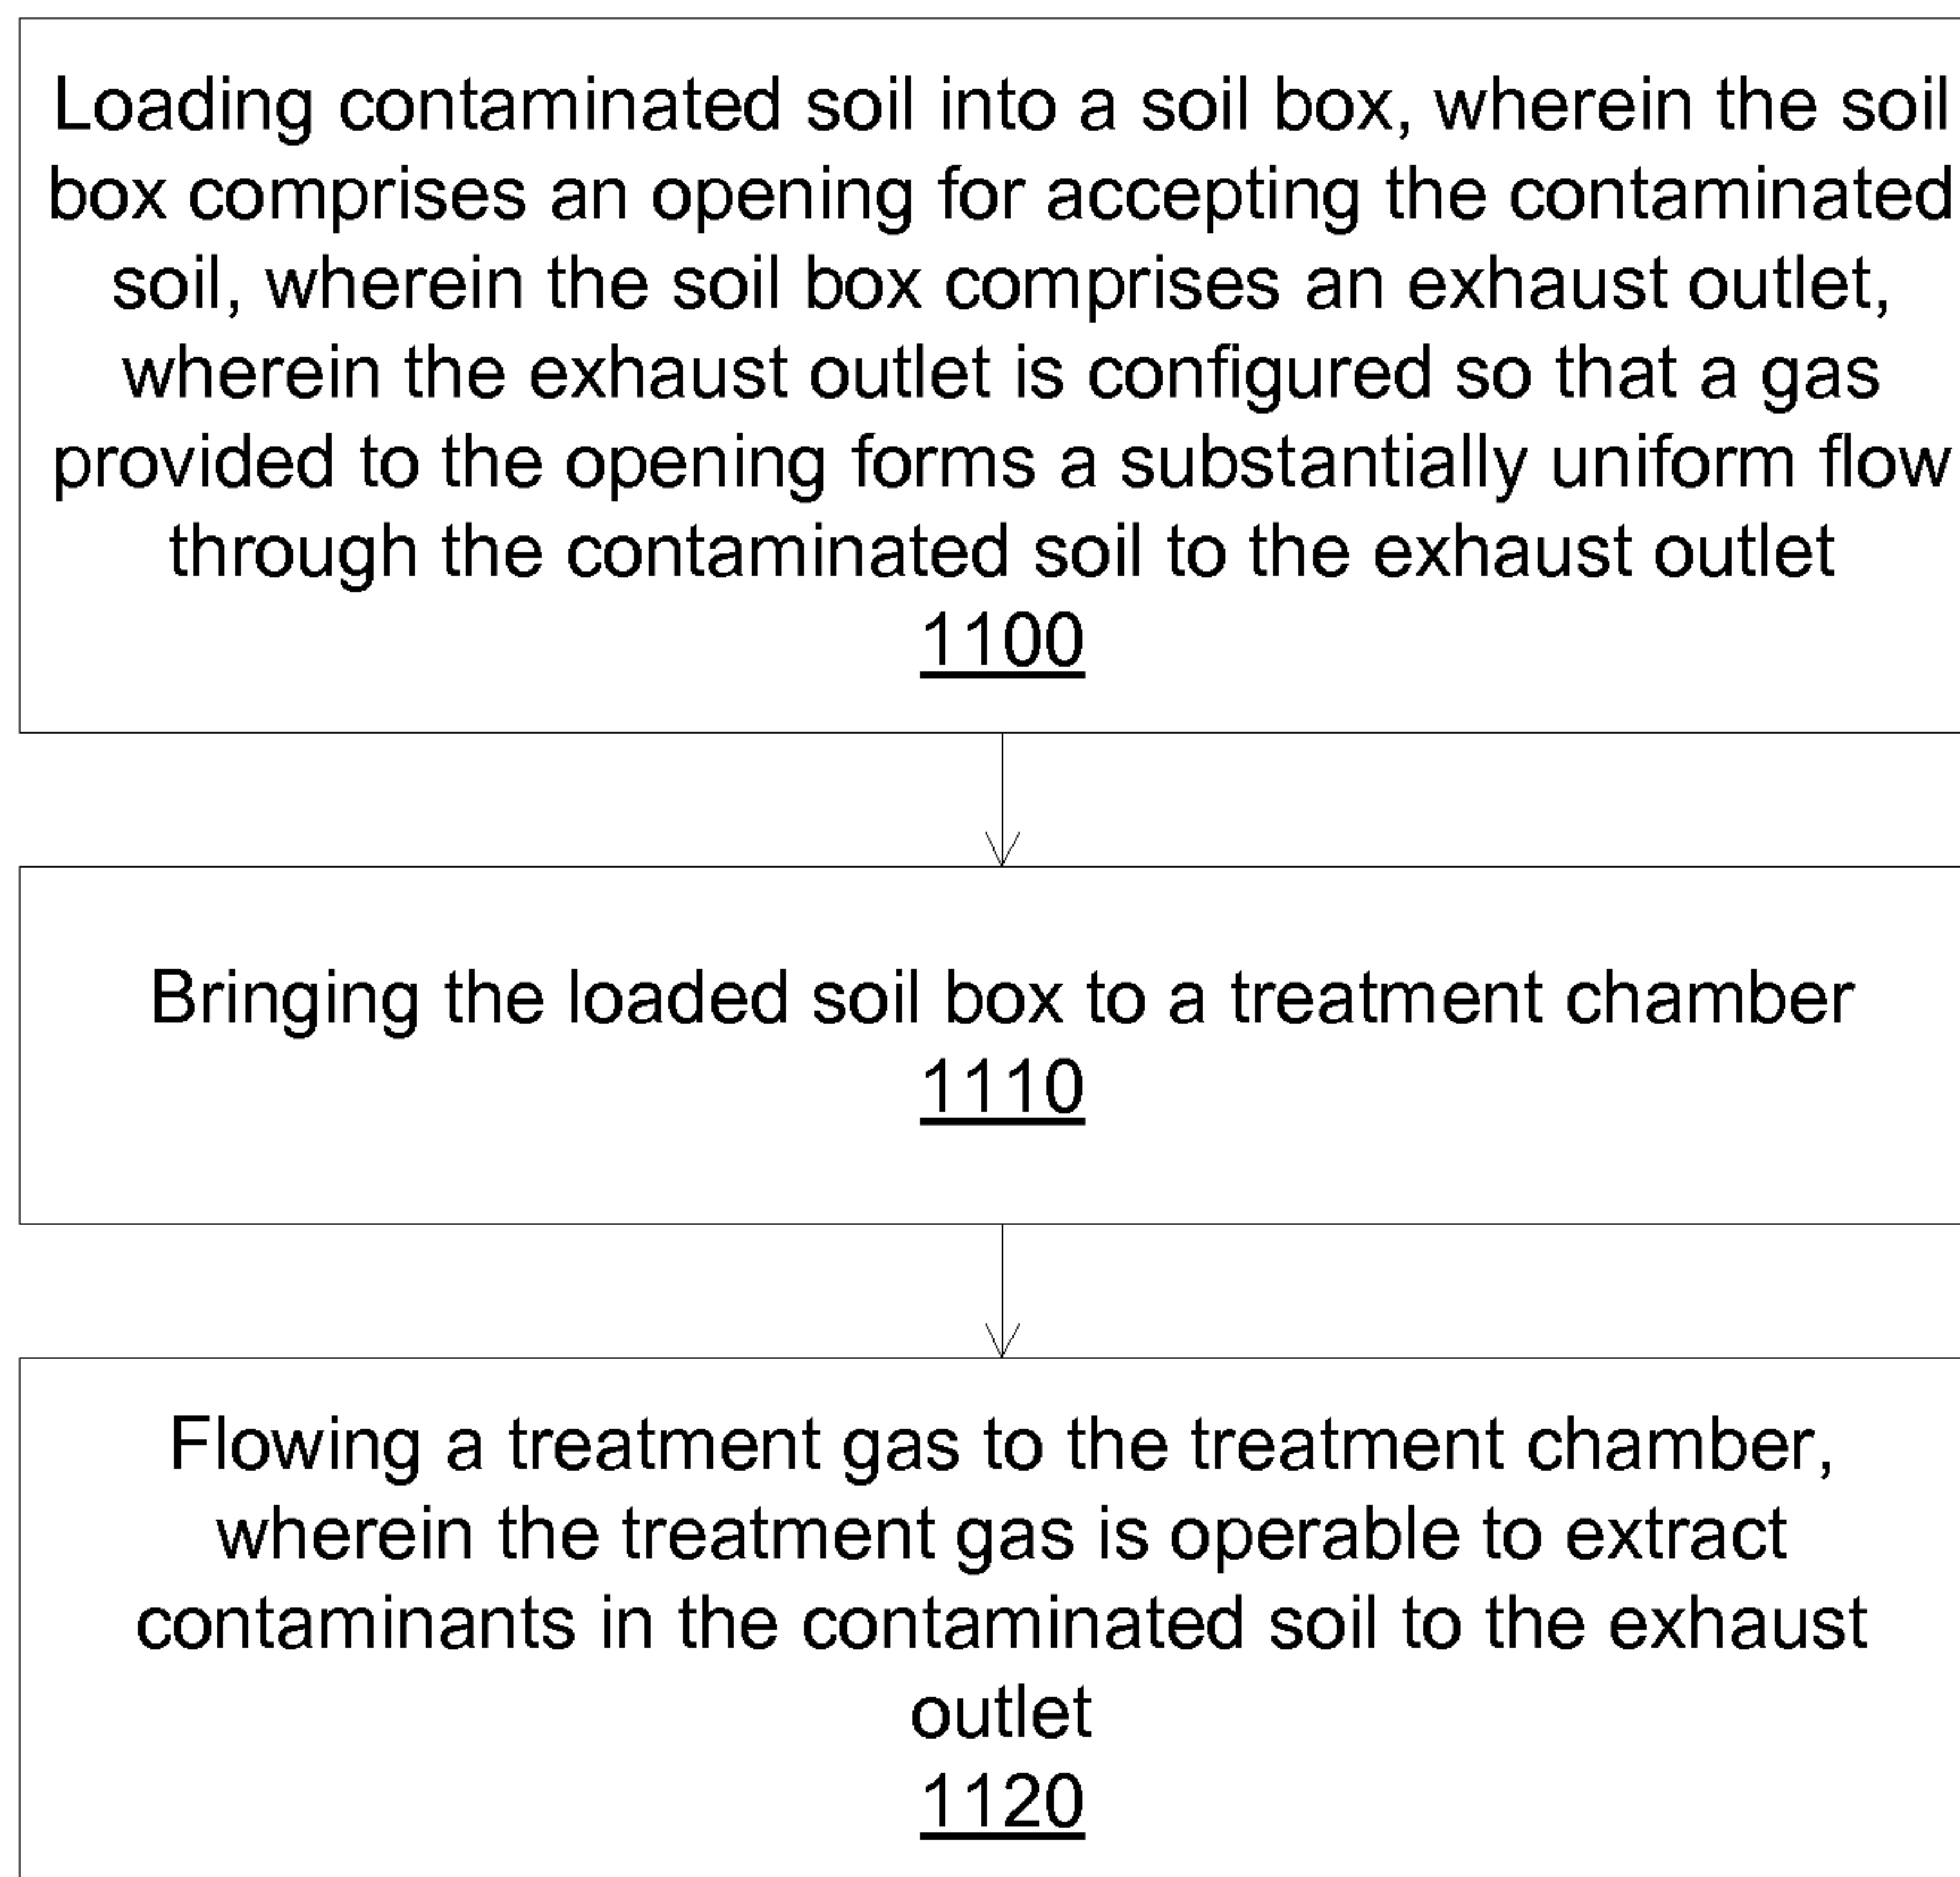 Loading contaminated soil into a soil box, wherein the soil
box comprises an opening for accepting the contaminated
soil, wherein the soil box comprises an exhaust outlet,
wherein the exhaust outlet is configured so that a gas
provided to the opening forms a substantially uniform flow
through the contaminated soil to the exhaust outlet
1100
Bringing the loaded soil box to a treatment chamber
1110
Flowing a treatment gas to the treatment chamber,
wherein the treatment gas is operable to extract
contaminants in the contaminated soil to the exhaust
outlet
1120